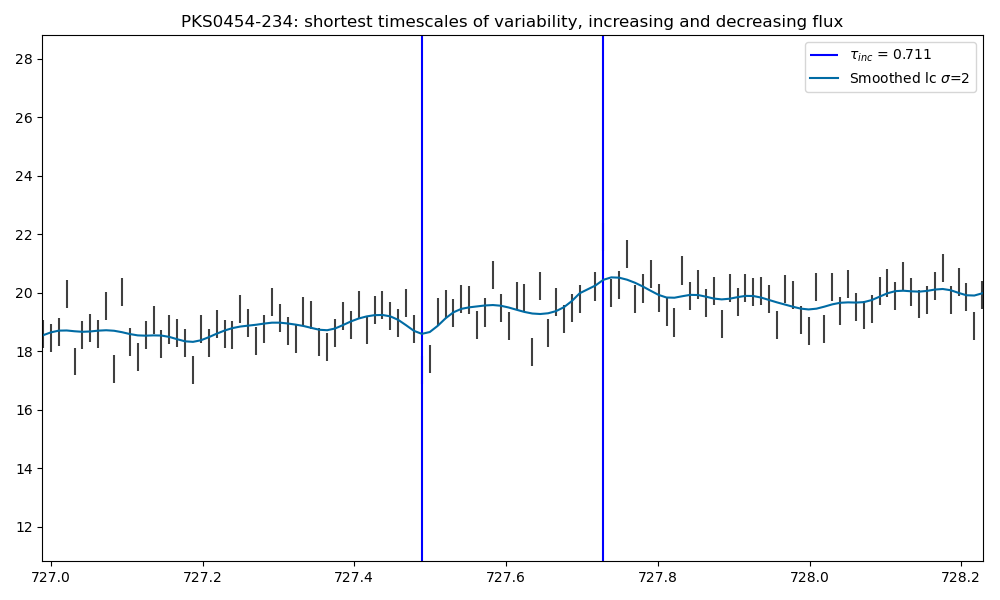 PKS0454-234: shortest timescales of variability, increasing and decreasing flux
τinc = 0.711
Smoothed lc σ=2
28
26
24
22
20
18
16
14
12
727.0 727.2 727.4 727.6 727.8 728.0 728.2